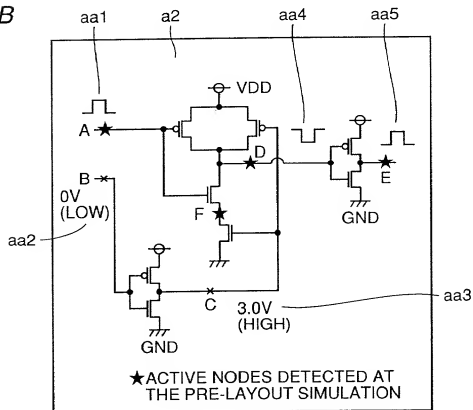 B
aa1
a2
aa4
aa5
VDD
A
D
E
B
0V
(LOW)
F
GND
aa2
C
3.0V
(HIGH)
aa3
GND
★ACTIVE NODES DETECTED AT
THE PRE-LAYOUT SIMULATION